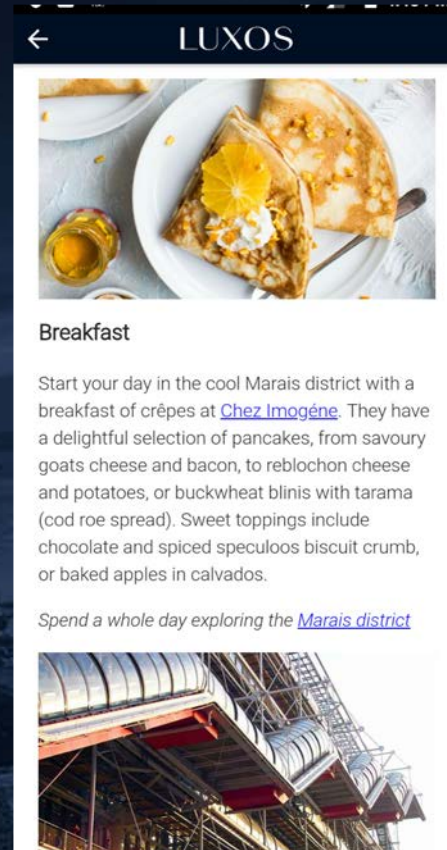 LUXOS
Breakfast
Start your day in the cool Marais district with a
breakfast of crêpes at Chez Imogéne. They have
a delightful selection of pancakes, from savoury
goats cheese and bacon, to reblochon cheese
and potatoes, or buckwheat blinis with tarama
(cod roe spread). Sweet toppings include
chocolate and spiced speculoos biscuit crumb,
or baked apples in calvados.
Spend a whole day exploring the Marais district